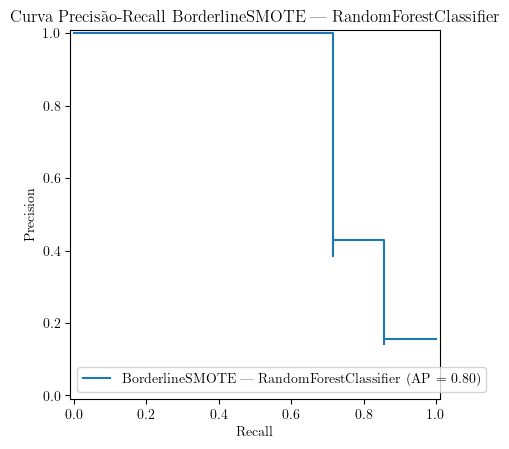 Curva Precisão-Recall BorderlineSMOTE — RandomForestClassifier
1.0
0.8
0.6
0.4
0.2
0.0
Precision
BorderlineSMOTE — RandomForestClassifier (AP = 0.80)
0.0 0.2 0.4 0.6 0.8 1.0
Recall